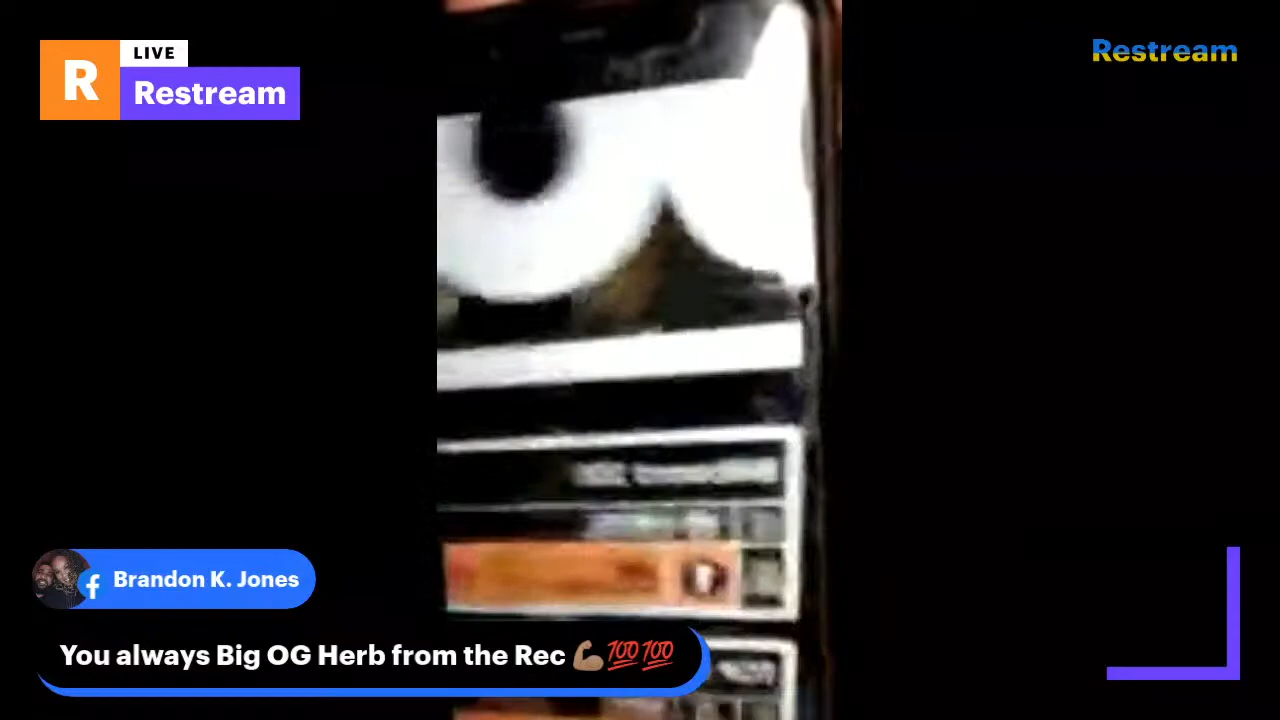 R
LIVE
Restream
Restream
Brandon K. Jones
You always Big OG Herb from the Rec 💪🏽💯💯